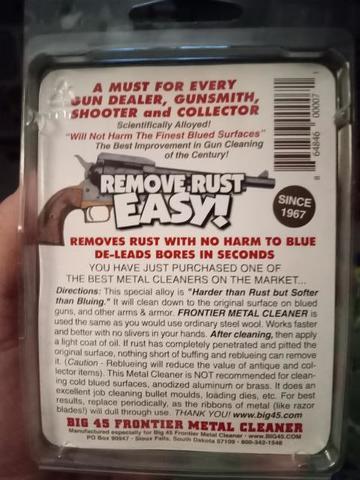 A MUST FOR EVERY
GUN DEALER, GUNSMITH,
SHOOTER and COLLECTOR
Scientifically Alloyed!
"Will Not Harm The Finest Blued Surfaces"
The Best Improvement in Gun Cleaning
of the Century!
REMOVE RUST
EASY!
SINCE
1967
8 64846 00007 1
REMOVES RUST WITH NO HARM TO BLUE
DE-LEADS BORES IN SECONDS
YOU HAVE JUST PURCHASED ONE OF
THE BEST METAL CLEANERS ON THE MARKET...
Directions: This special alloy is "Harder than Rust but Softer
than Bluing." It will clean down to the original surface on blued
guns, and other arms & armor. FRONTIER METAL CLEANER is
used the same as you would use ordinary steel wool. Works faster
and better with no slivers in your hands. After cleaning, then apply
a light coat of oil. If rust has completely penetrated and pitted the
original surface, nothing short of buffing and reblueing can remove
it. (Caution - Reblueing will reduce the value of antique and col-
lector items). This Metal Cleaner is NOT recommended for clean-
ing cold blued surfaces, anodized aluminum or brass. It does an
excellent job cleaning bullet moulds, loading dies, etc. For best
results, replace periodically, as the ribbons of metal (like razor
blades!) will dull through use. THANK YOU! www.big45.com
BIG 45 FRONTIER METAL CLEANER
Manufactured especially for Big 45 Frontier Metal Cleaner • www.BIG45.com
PO Box 90947 • Sioux Falls, South Dakota 57109 • 800-342-1548